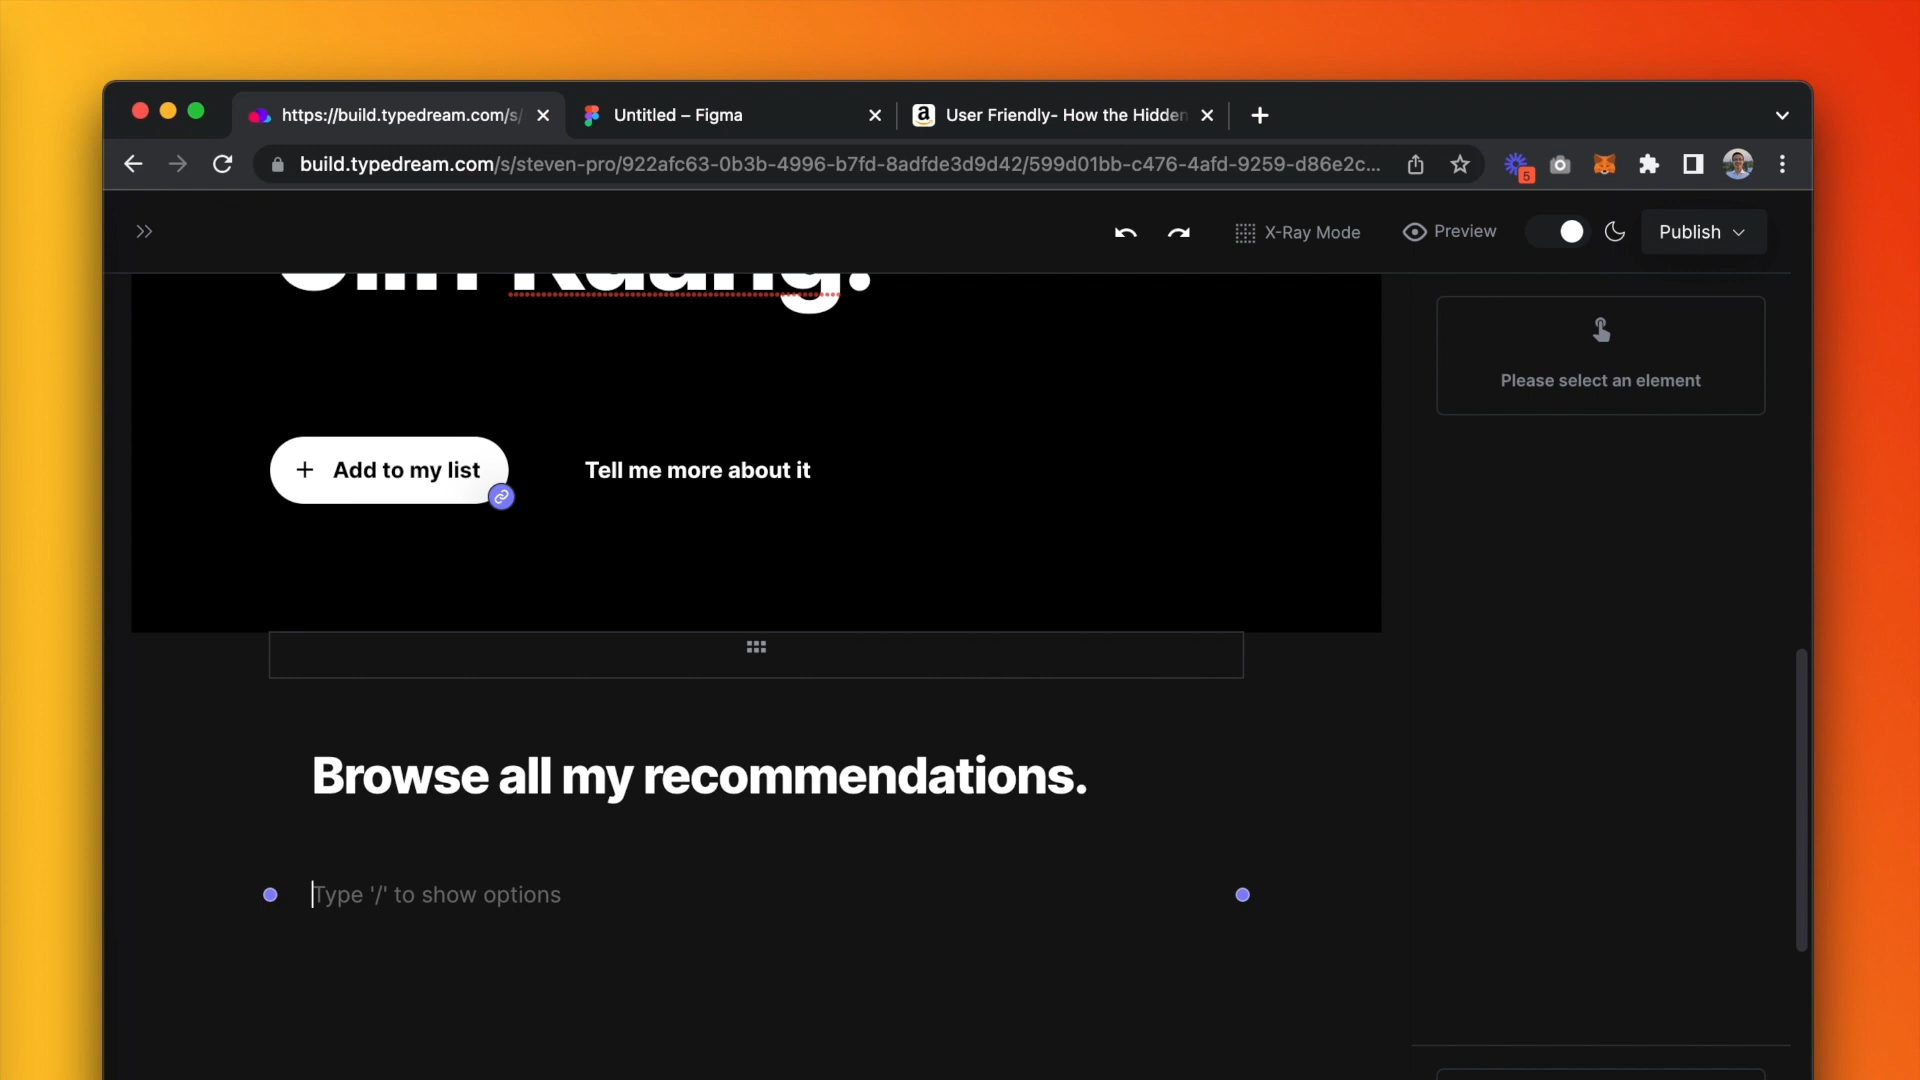 https://build.typedream.com/s/
Untitled – Figma
User Friendly- How the Hidden
build.typedream.com/s/steven-pro/922afc63-0b3b-4996-b7fd-8adfde3d9d42/599d01bb-c476-4afd-9259-d86e2c...
5
X-Ray Mode
Preview
Publish
Please select an element
+ Add to my list
Tell me more about it
Browse all my recommendations.
Type '/' to show options